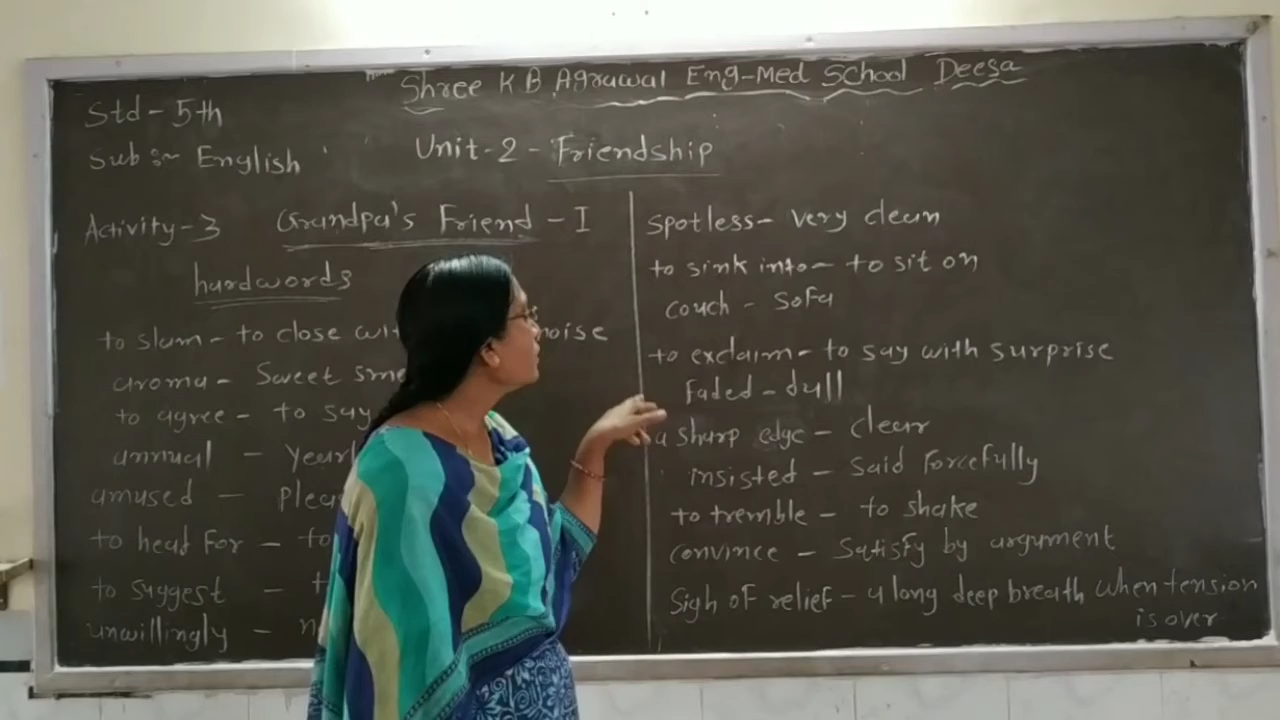 Shree K B Agrawal Eng-Med School Deesa
Std - 5th
Sub :- English
Unit-2 - Friendship
Activity-3 Grandpa's Friend - I
hardwords
to slam - to close noise
aroma - Sweet
to agree - to say
annual -
amused -
to head for - to
to suggest -
unwillingly -
spotless - very clean
to sink into - to sit on
couch - sofa
to exclaim - to say with surprise
faded - dull
a sharp edge - clear
insisted - said forcefully
to tremble - to shake
convince - satisfy by argument
Sigh of relief - a long deep breath when tension
is over